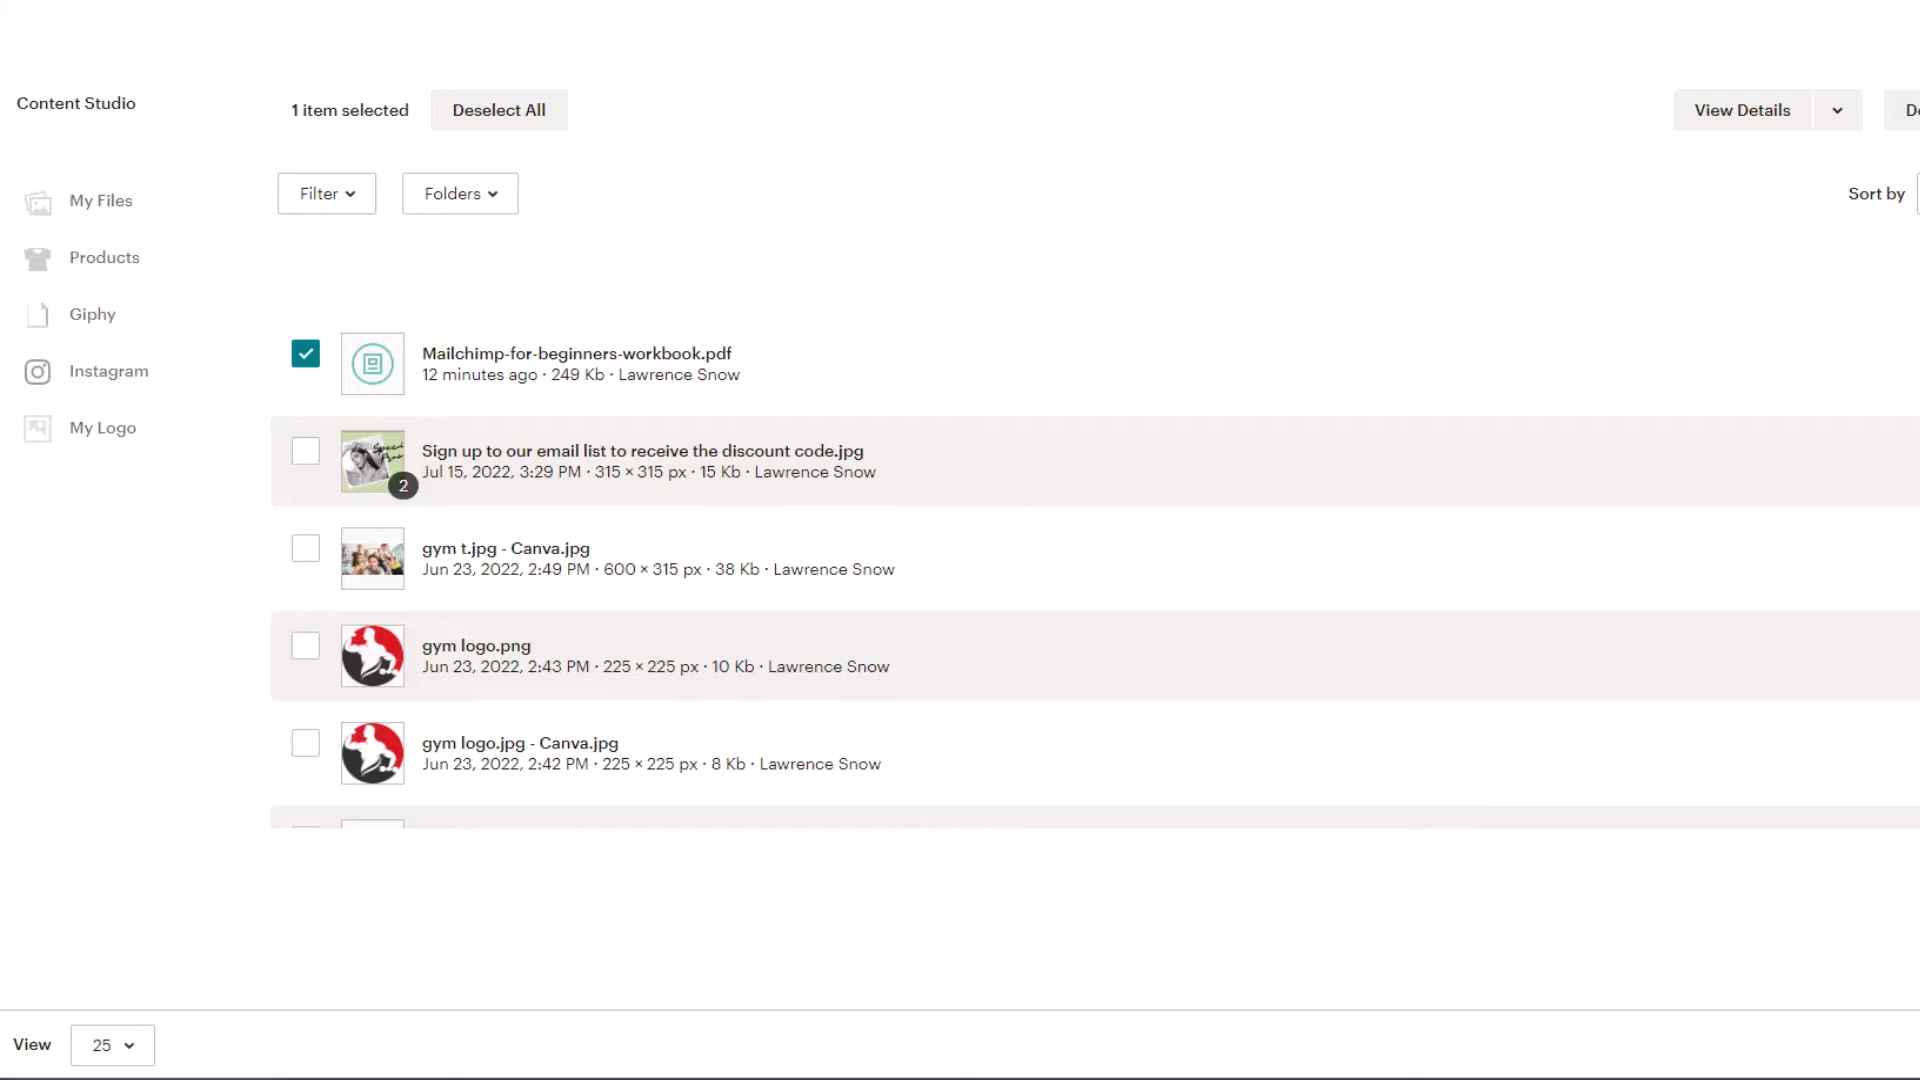 Content Studio
1 item selected
Deselect All
View Details
Filter
Folders
Sort by
My Files
Products
Giphy
Instagram
My Logo
Mailchimp-for-beginners-workbook.pdf
12 minutes ago · 249 Kb · Lawrence Snow
Sign up to our email list to receive the discount code.jpg
Jul 15, 2022, 3:29 PM · 315 × 315 px · 15 Kb · Lawrence Snow
2
gym t.jpg - Canva.jpg
Jun 23, 2022, 2:49 PM · 600 × 315 px · 38 Kb · Lawrence Snow
gym logo.png
Jun 23, 2022, 2:43 PM · 225 × 225 px · 10 Kb · Lawrence Snow
gym logo.jpg - Canva.jpg
Jun 23, 2022, 2:42 PM · 225 × 225 px · 8 Kb · Lawrence Snow
View
25